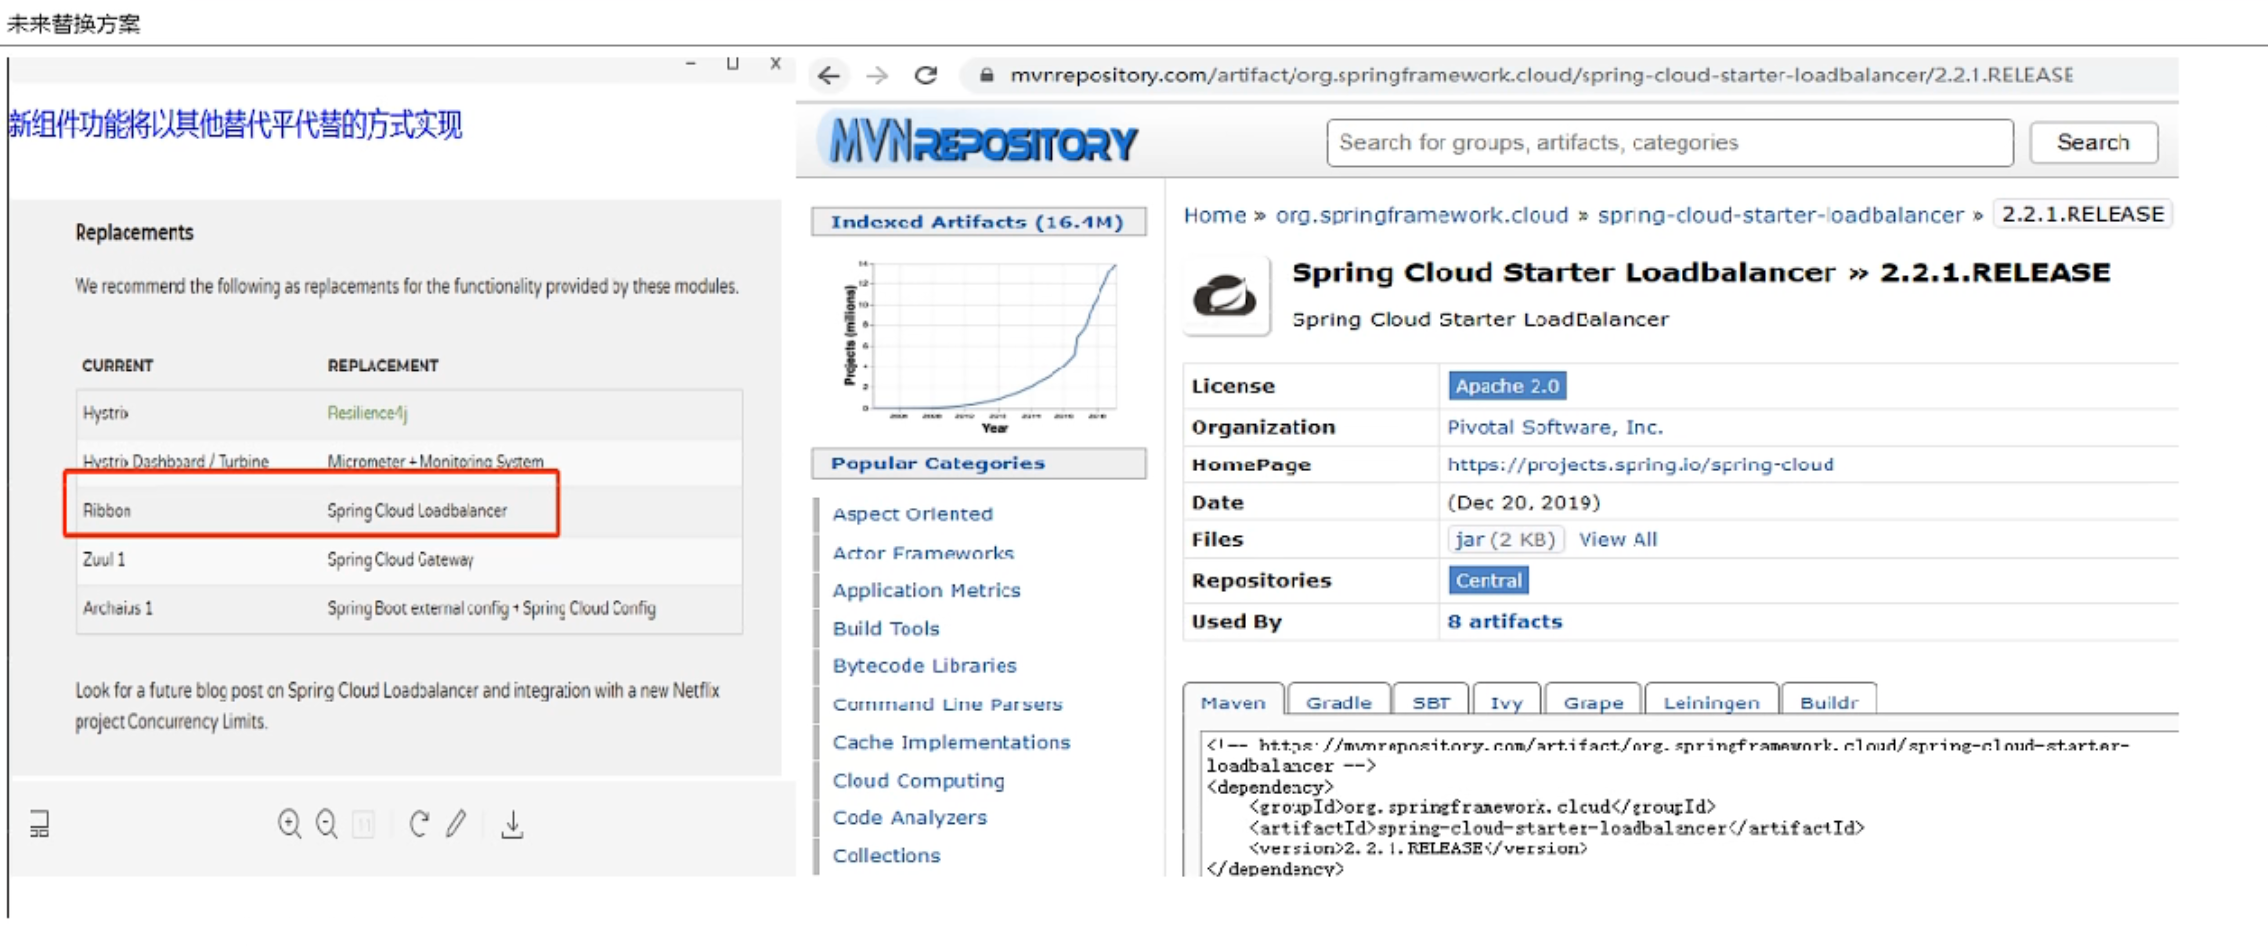 未来替换方案
新组件功能将以其他替代平代替的方式实现
Replacements
We recommend the following as replacements for the functionality provided by these modules.
CURRENT REPLACEMENT
Hystrix Resilience4j
Hystrix Dashboard / Turbine Micrometer + Monitoring System
Ribbon Spring Cloud Loadbalancer
Zuul 1 Spring Cloud Gateway
Archaius 1 Spring Boot external config + Spring Cloud Config
Look for a future blog post on Spring Cloud Loadbalancer and integration with a new Netflix
project Concurrency Limits.
mvnrepository.com/artifact/org.springframework.cloud/spring-cloud-starter-loadbalancer/2.2.1.RELEASE
MVNREPOSITORY
Search for groups, artifacts, categories
Search
Indexed Artifacts (16.4M)
Projects (millions)
14
12
10
8
6
4
2
0
Year
Popular Categories
Aspect Oriented
Actor Frameworks
Application Metrics
Build Tools
Bytecode Libraries
Command Line Parsers
Cache Implementations
Cloud Computing
Code Analyzers
Collections
Home » org.springframework.cloud » spring-cloud-starter-loadbalancer » 2.2.1.RELEASE
Spring Cloud Starter Loadbalancer » 2.2.1.RELEASE
Spring Cloud Starter LoadBalancer
License Apache 2.0
Organization Pivotal Software, Inc.
HomePage https://projects.spring.io/spring-cloud
Date (Dec 20, 2019)
Files jar (2 KB) View All
Repositories Central
Used By 8 artifacts
Maven Gradle SBT Ivy Grape Leiningen Buildr
<!-- https://mvnrepository.com/artifact/org.springframework.cloud/spring-cloud-starter-
loadbalancer -->
<dependency>
<groupId>org.springframework.cloud</groupId>
<artifactId>spring-cloud-starter-loadbalancer</artifactId>
<version>2.2.1.RELEASE</version>
</dependency>